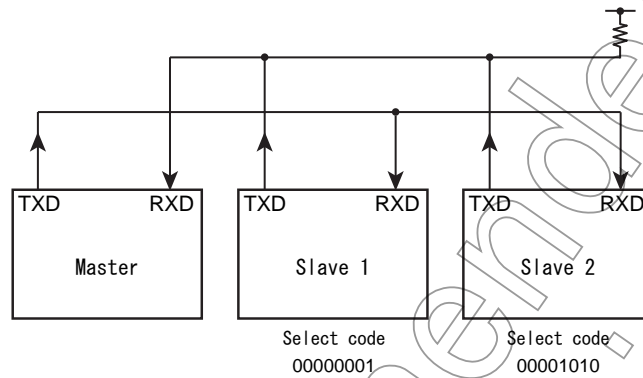 TXD RXD TXD RXD TXD RXD
Master Slave 1 Slave 2
Select code Select code
00000001 00001010